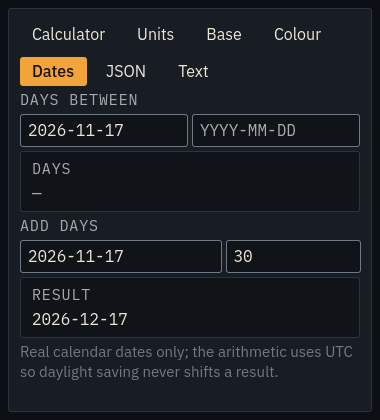 Calculator Units Base Colour
Dates JSON Text
DAYS BETWEEN
2026-11-17 YYYY-MM-DD
DAYS
—
ADD DAYS
2026-11-17 30
RESULT
2026-12-17
Real calendar dates only; the arithmetic uses UTC
so daylight saving never shifts a result.